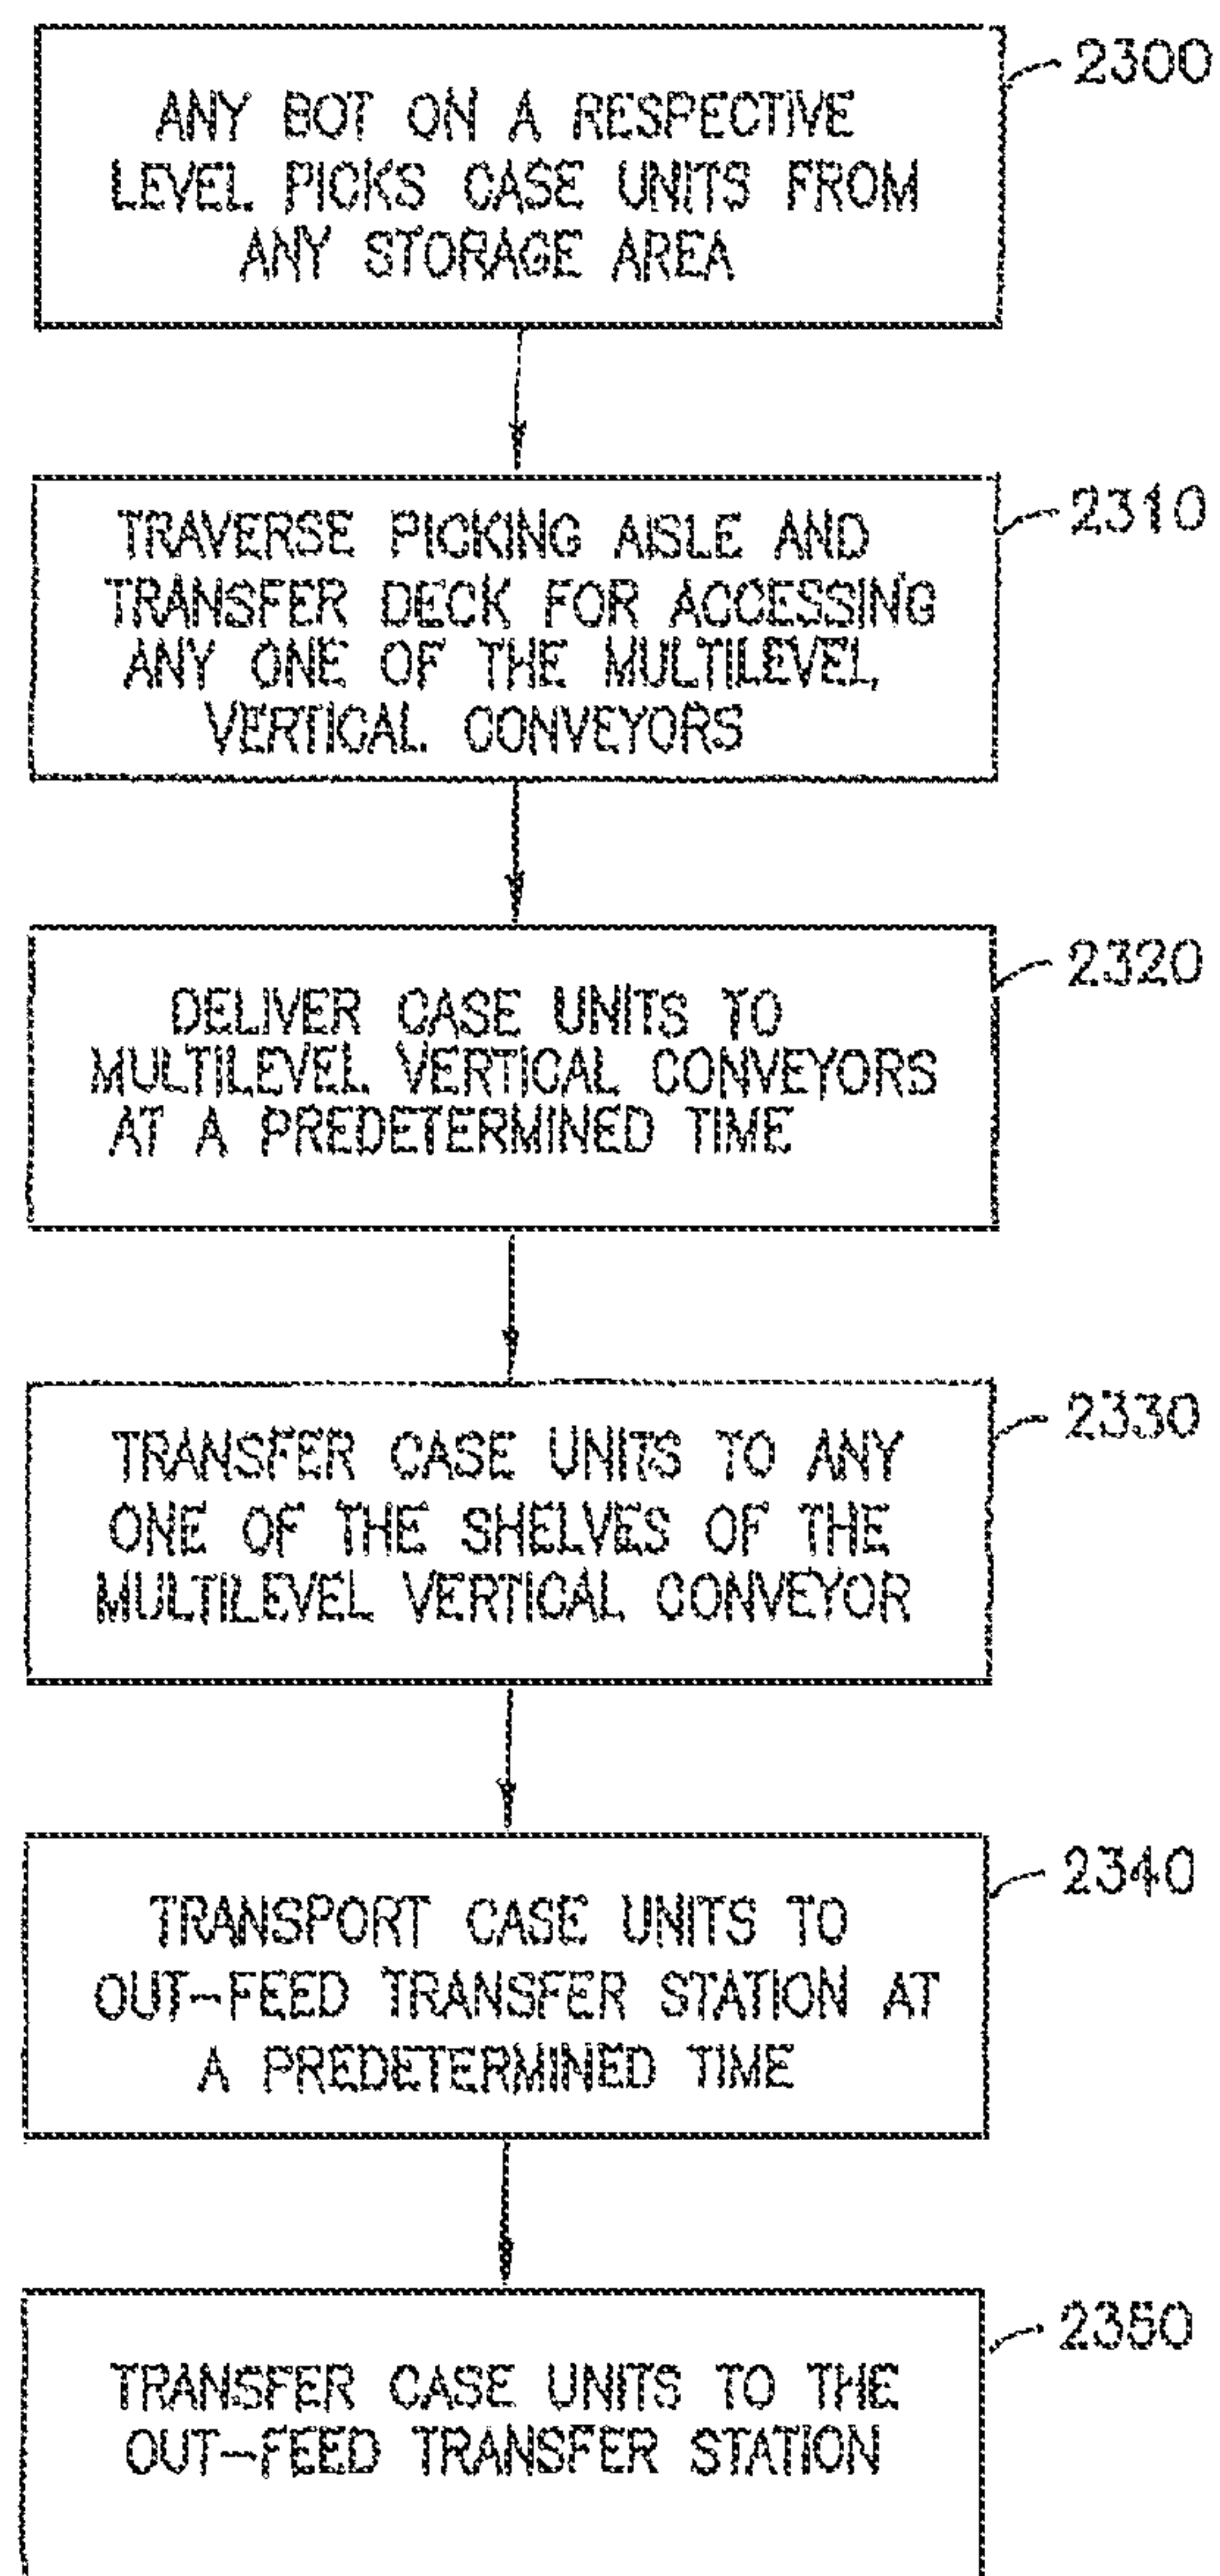 ANY BOT ON A RESPECTIVE
LEVEL PICKS CASE UNITS FROM
ANY STORAGE AREA
2300
TRAVERSE PICKING AISLE AND
TRANSFER DECK FOR ACCESSING
ANY ONE OF THE MULTILEVEL
VERTICAL CONVEYORS
2310
DELIVER CASE UNITS TO
MULTILEVEL VERTICAL CONVEYORS
AT A PREDETERMINED TIME
2320
TRANSFER CASE UNITS TO ANY
ONE OF THE SHELVES OF THE
MULTILEVEL VERTICAL CONVEYOR
2330
TRANSPORT CASE UNITS TO
OUT-FEED TRANSFER STATION AT
A PREDETERMINED TIME
2340
TRANSFER CASE UNITS TO THE
OUT-FEED TRANSFER STATION
2350